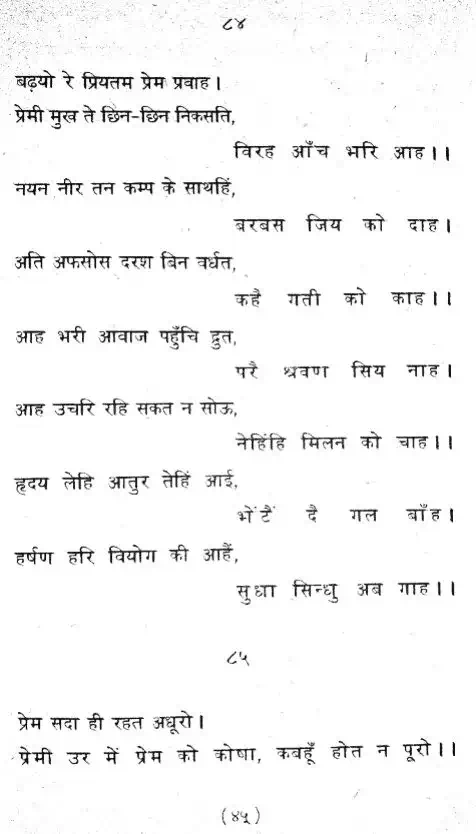 ८४
बढ़यो रे प्रियतम प्रेम प्रवाह।
प्रेमी मुख ते छिन-छिन निकसति,
विरह आँच भरि आह।।
नयन नीर तन कम्प के साथहिं,
बरबस जिय को दाह।
अति अफसोस दरश बिन वर्धत,
कहै गती को काह।।
आह भरी आवाज पहुँचि द्रुत,
परै श्रवण सिय नाह।
आह उचरि रहि सकत न सोऊ,
नेहिंहि मिलन को चाह।।
हृदय लेहि आतुर तेहिं आई,
भेंटैं दै गल बाँह।
हर्षण हरि वियोग की आहैं,
सुधा सिन्धु अब गाह।।
८५
प्रेम सदा ही रहत अधूरो।
प्रेमी उर में प्रेम को कोषा, कबहूँ होत न पूरो।।
(४५)